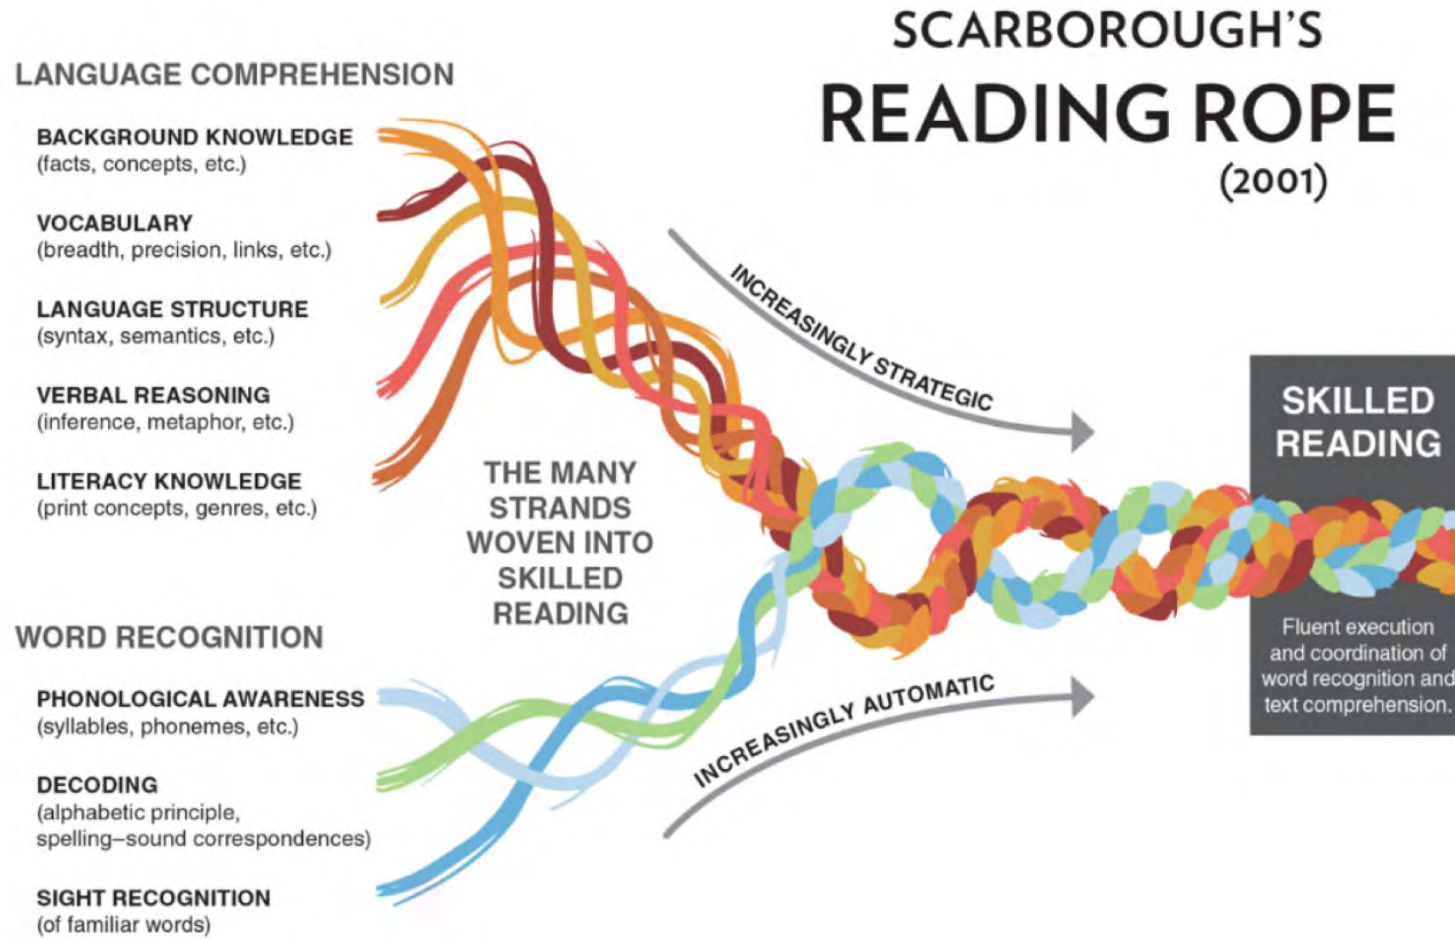 SCARBOROUGH'S
READING ROPE
(2001)
LANGUAGE COMPREHENSION
BACKGROUND KNOWLEDGE
(facts, concepts, etc.)
VOCABULARY
(breadth, precision, links, etc.)
LANGUAGE STRUCTURE
(syntax, semantics, etc.)
VERBAL REASONING
(inference, metaphor, etc.)
LITERACY KNOWLEDGE
(print concepts, genres, etc.)
THE MANY
STRANDS
WOVEN INTO
SKILLED
READING
WORD RECOGNITION
PHONOLOGICAL AWARENESS
(syllables, phonemes, etc.)
DECODING
(alphabetic principle,
spelling–sound correspondences)
SIGHT RECOGNITION
(of familiar words)
INCREASINGLY STRATEGIC
INCREASINGLY AUTOMATIC
SKILLED
READING
Fluent execution
and coordination of
word recognition and
text comprehension.